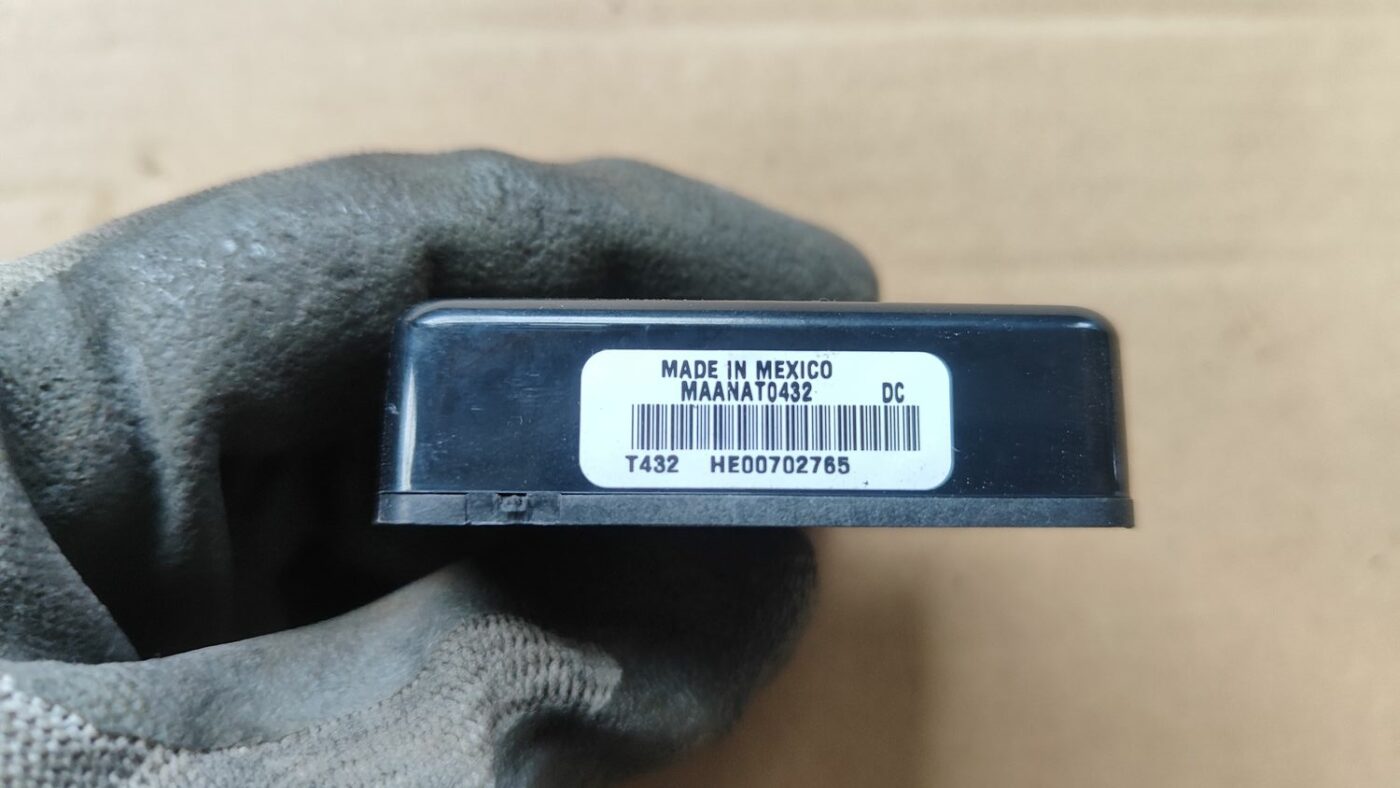 MADE IN MEXICO
MAANAT0432 DC
T432 HE00702765